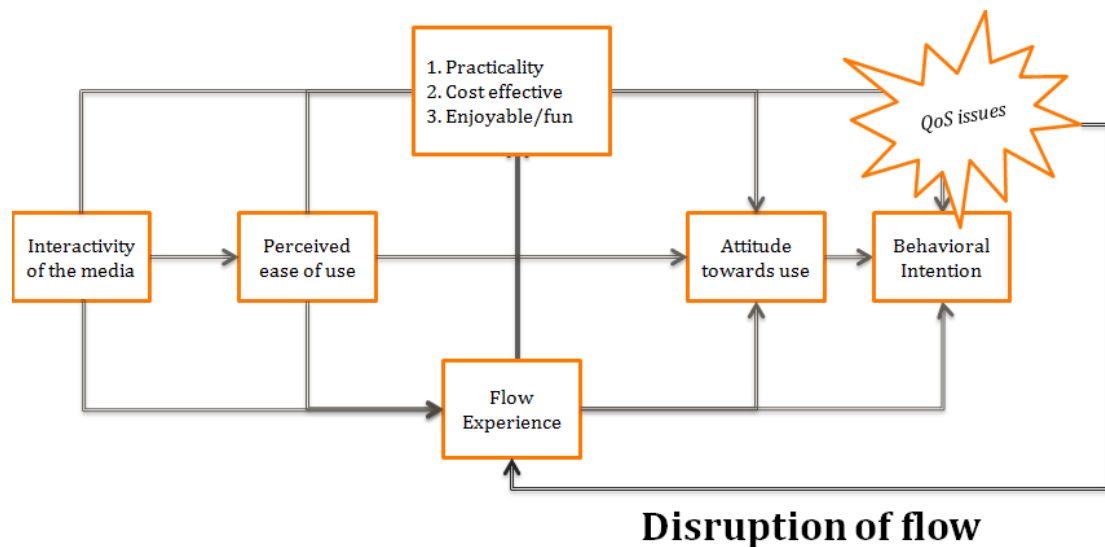 1. Practicality
2. Cost effective
3. Enjoyable/fun
QoS issues
Interactivity
of the media
Perceived
ease of use
Attitude
towards use
Behavioral
Intention
Flow
Experience
Disruption of flow